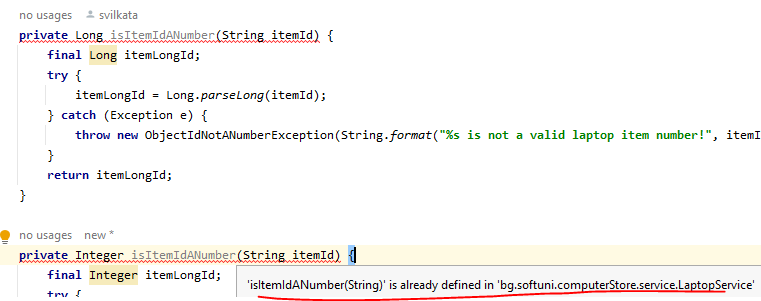 no usages svilkata
private Long isItemIdANumber(String itemId) {
final Long itemLongId;
try {
itemLongId = Long.parseLong(itemId);
} catch (Exception e) {
throw new ObjectIdNotANumberException(String.format("%s is not a valid laptop item number!", itemI
}
return itemLongId;
}
no usages new *
private Integer isItemIdANumber(String itemId) {
final Integer itemLongId;
'isItemIdANumber(String)' is already defined in 'bg.softuni.computerStore.service.LaptopService'
try {